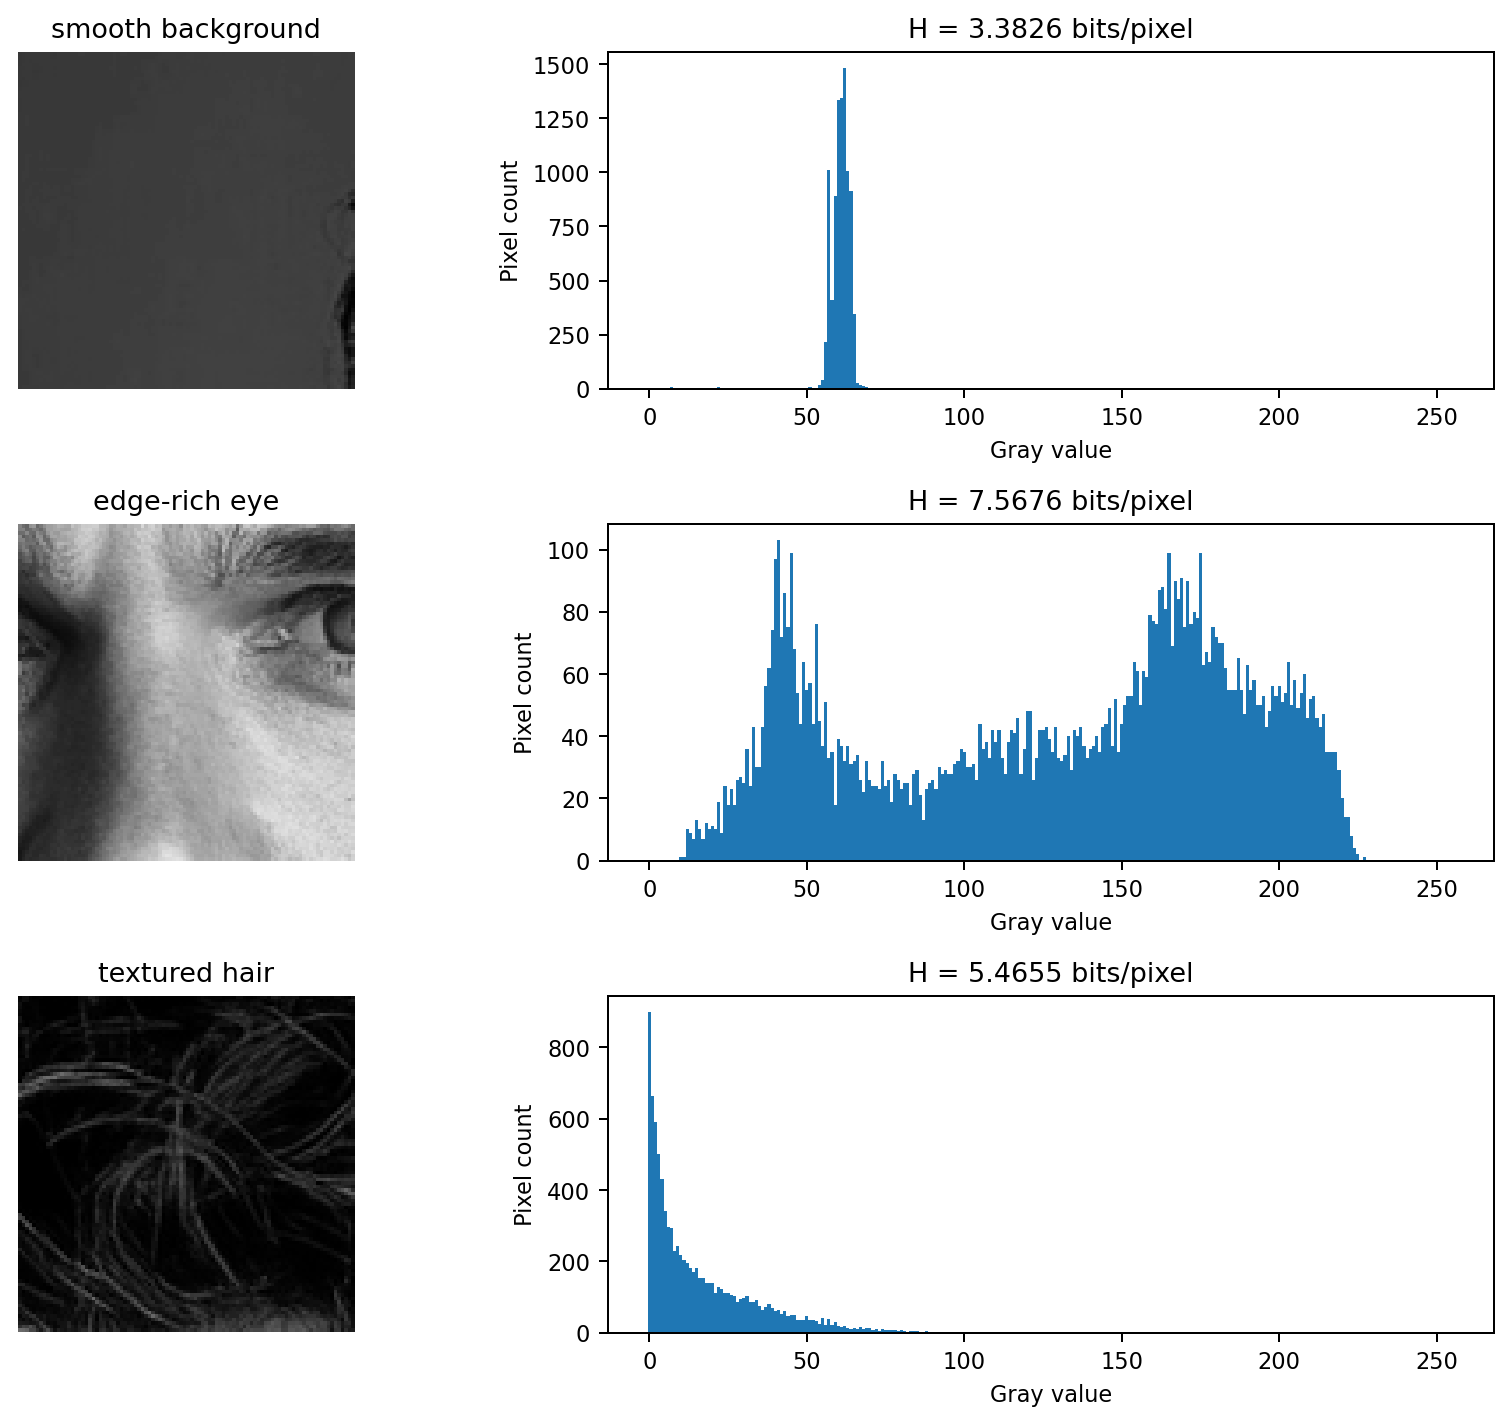 smooth background
H = 3.3826 bits/pixel
1500
1250
1000
750
500
250
0
Pixel count
0 50 100 150 200 250
Gray value
edge-rich eye
H = 7.5676 bits/pixel
100
80
60
40
20
0
Pixel count
0 50 100 150 200 250
Gray value
textured hair
H = 5.4655 bits/pixel
800
600
400
200
0
Pixel count
0 50 100 150 200 250
Gray value